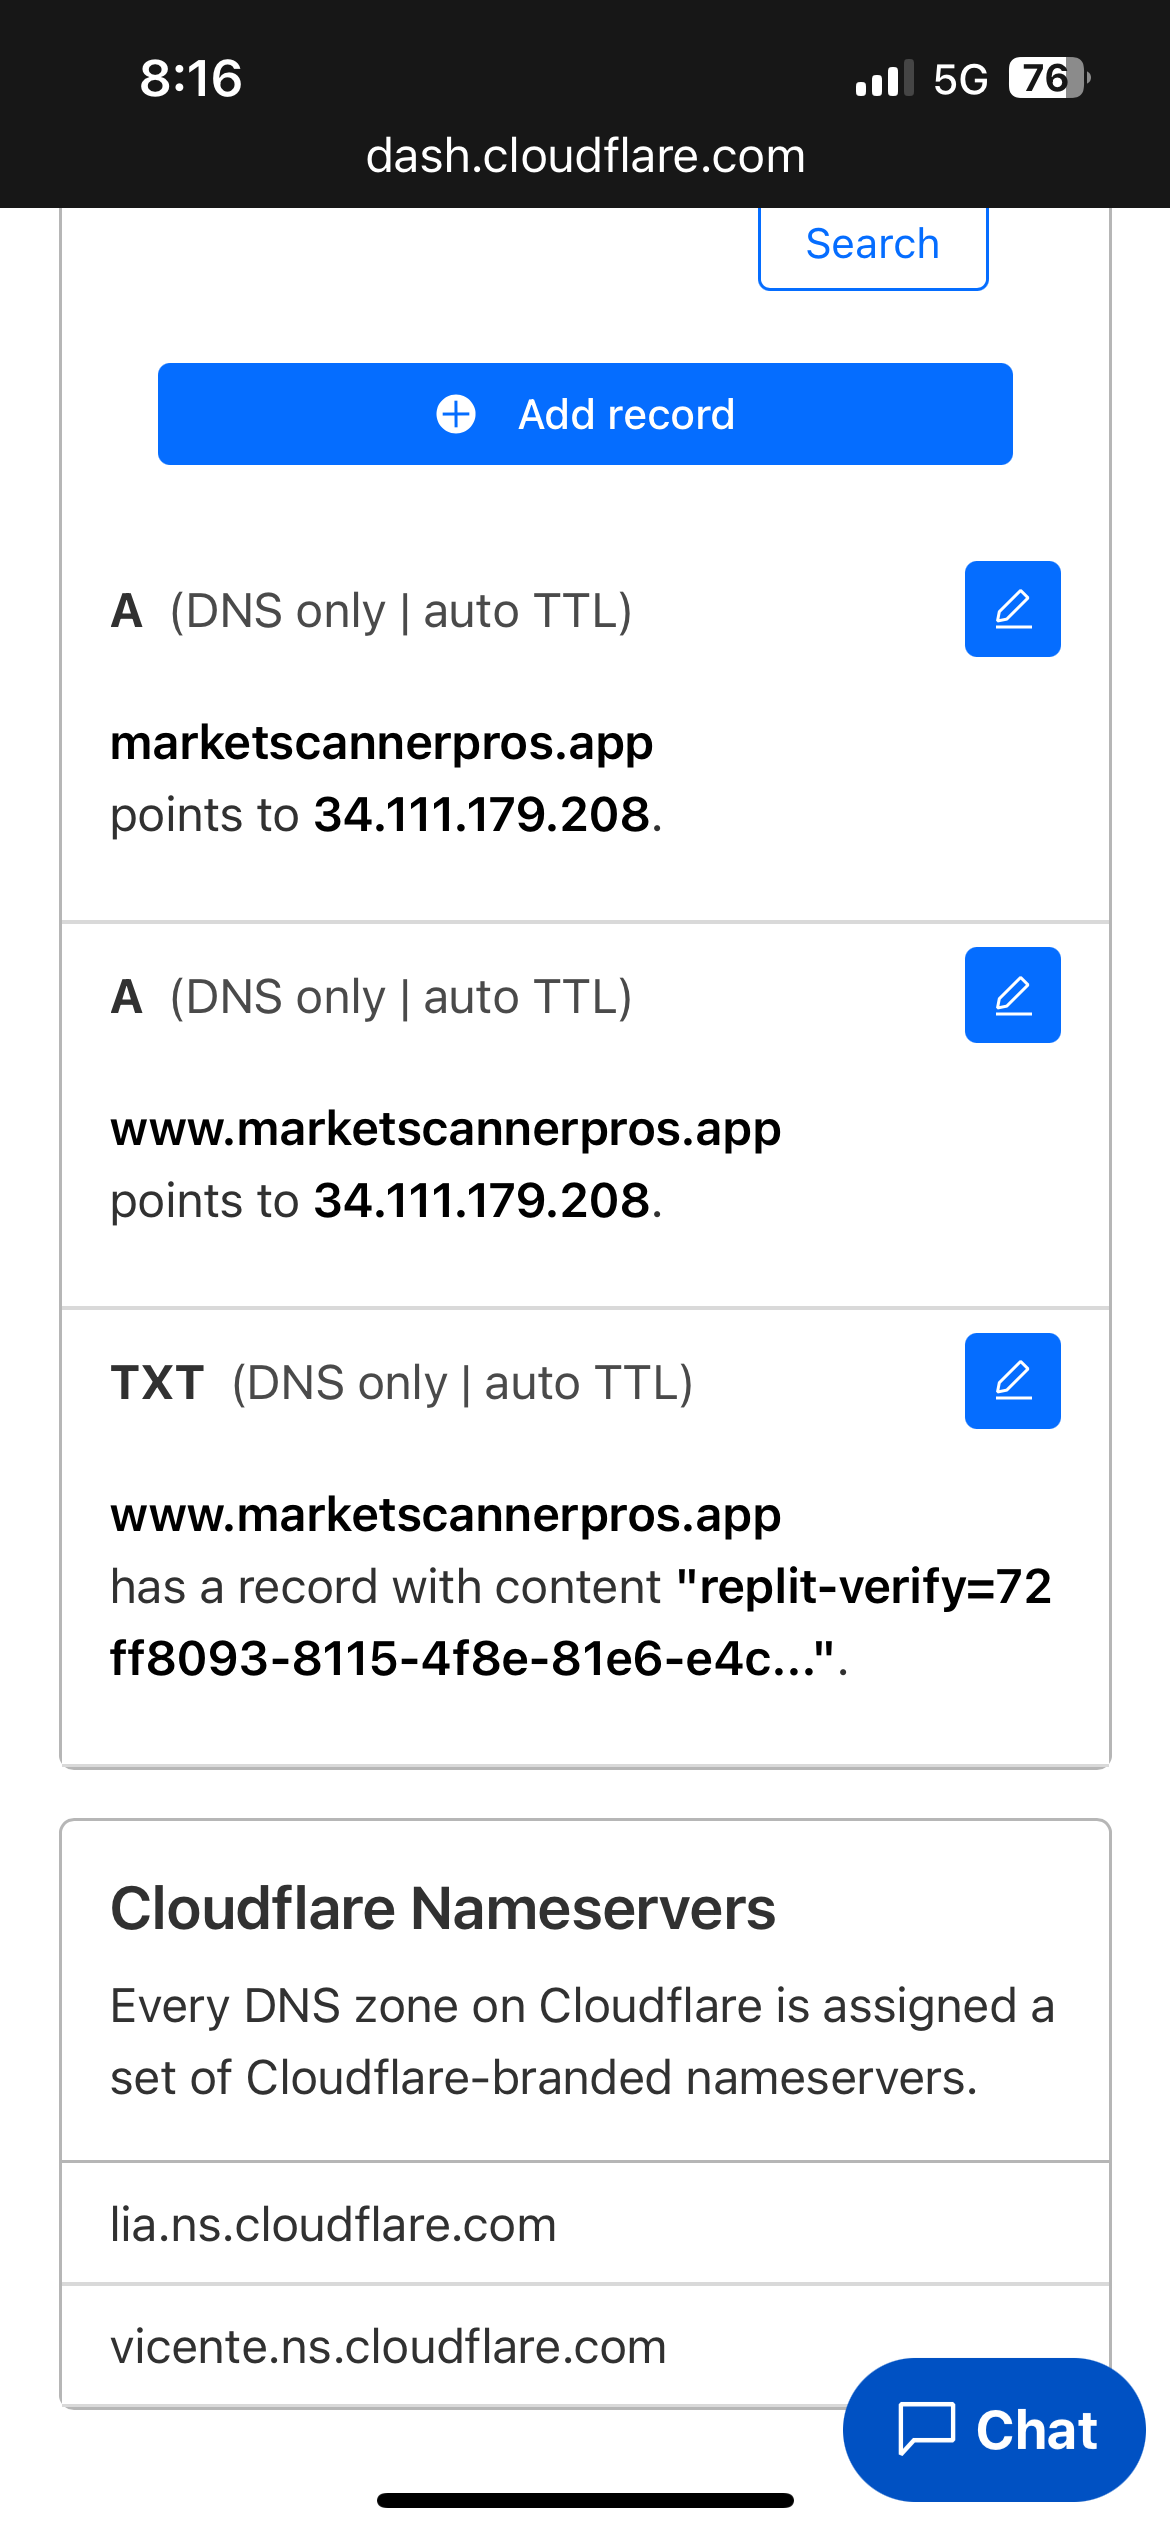 8:16
5G 76
dash.cloudflare.com
Search
Add record
A (DNS only | auto TTL)
marketscannerpros.app
points to 34.111.179.208.
A (DNS only | auto TTL)
www.marketscannerpros.app
points to 34.111.179.208.
TXT (DNS only | auto TTL)
www.marketscannerpros.app
has a record with content "replit-verify=72
ff8093-8115-4f8e-81e6-e4c...".
Cloudflare Nameservers
Every DNS zone on Cloudflare is assigned a
set of Cloudflare-branded nameservers.
lia.ns.cloudflare.com
vicente.ns.cloudflare.com
Chat